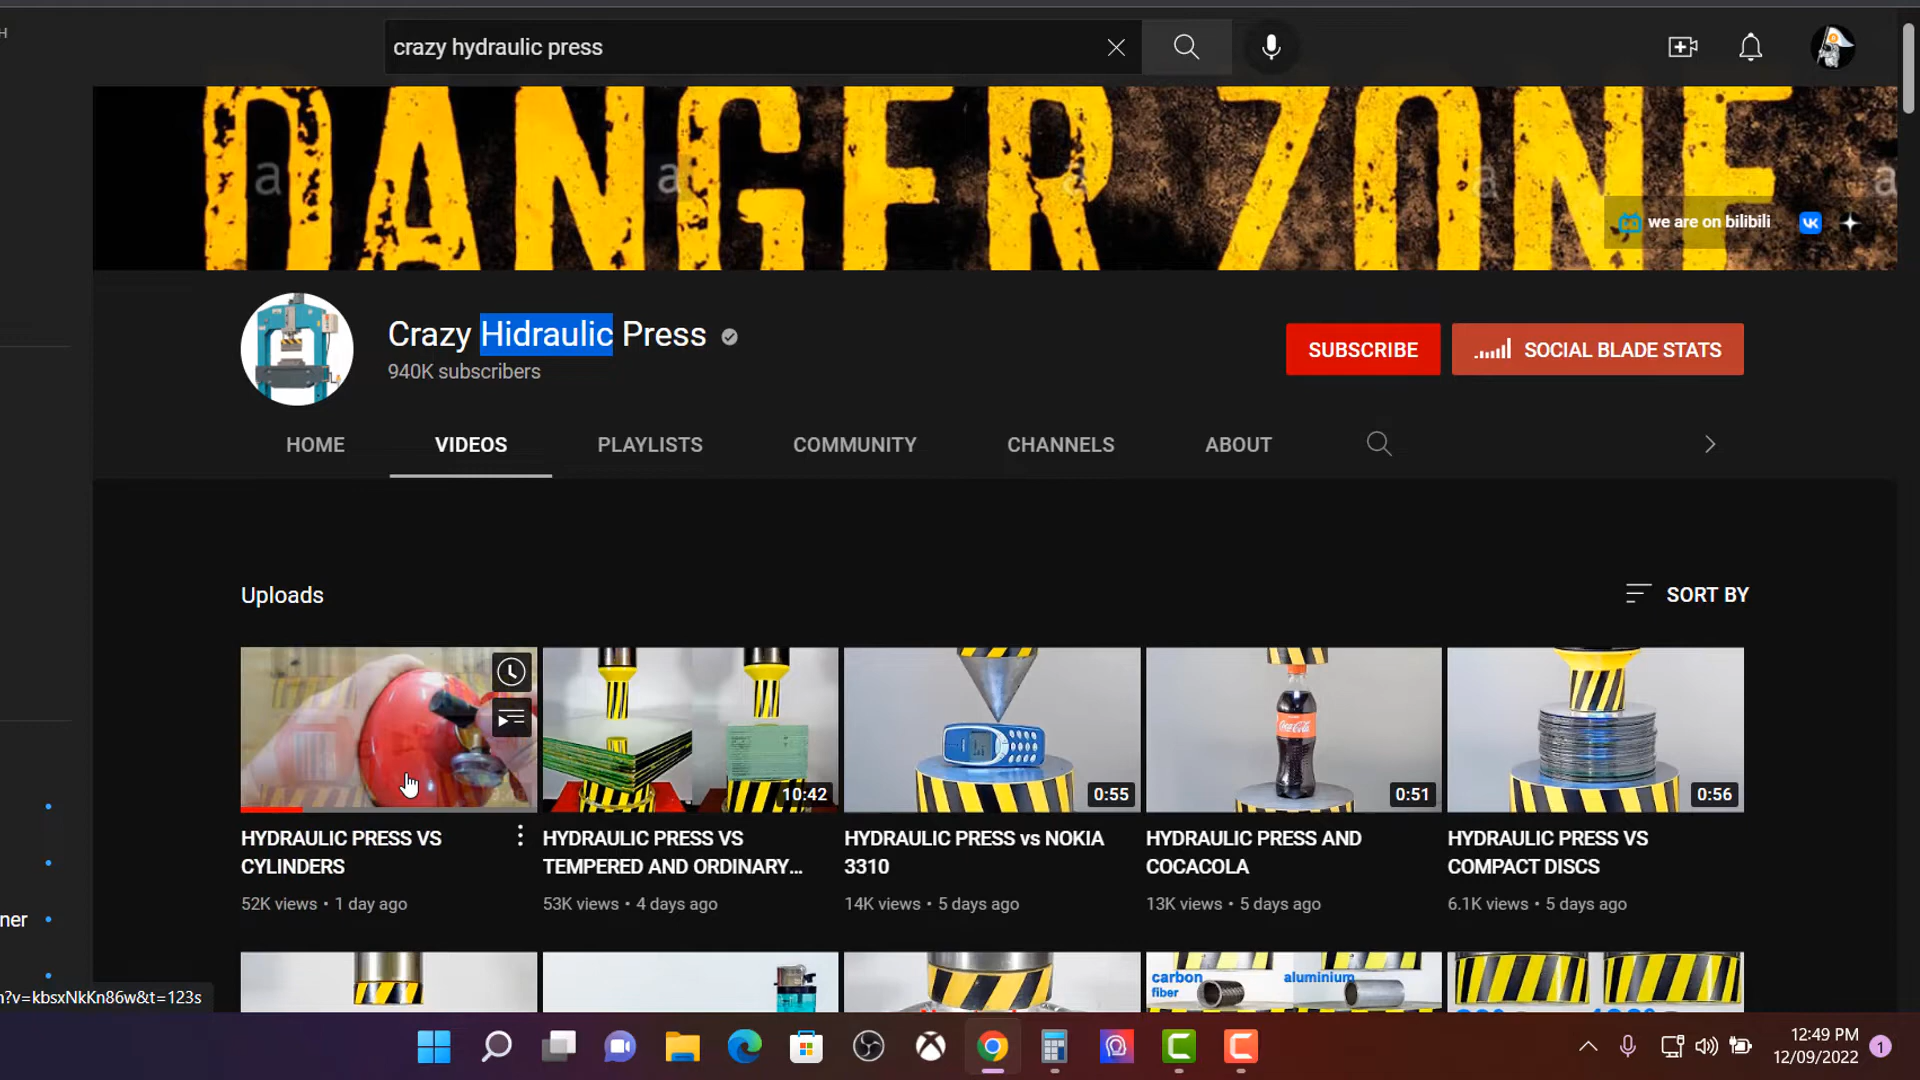 H
crazy hydraulic press
DANGER ZONE
a a a a a
we are on bilibili
Crazy Hidraulic Press
940K subscribers
SUBSCRIBE
SOCIAL BLADE STATS
HOME VIDEOS PLAYLISTS COMMUNITY CHANNELS ABOUT
Uploads
SORT BY
10:42
0:55
0:51
0:56
Coca-Cola
HYDRAULIC PRESS VS
CYLINDERS
52K views • 1 day ago
HYDRAULIC PRESS VS
TEMPERED AND ORDINARY...
53K views • 4 days ago
HYDRAULIC PRESS vs NOKIA
3310
14K views • 5 days ago
HYDRAULIC PRESS AND
COCACOLA
13K views • 5 days ago
HYDRAULIC PRESS VS
COMPACT DISCS
6.1K views • 5 days ago
ner
carbon
fiber
aluminium
n?v=kbsxNkKn86w&t=123s
12:49 PM
12/09/2022
1